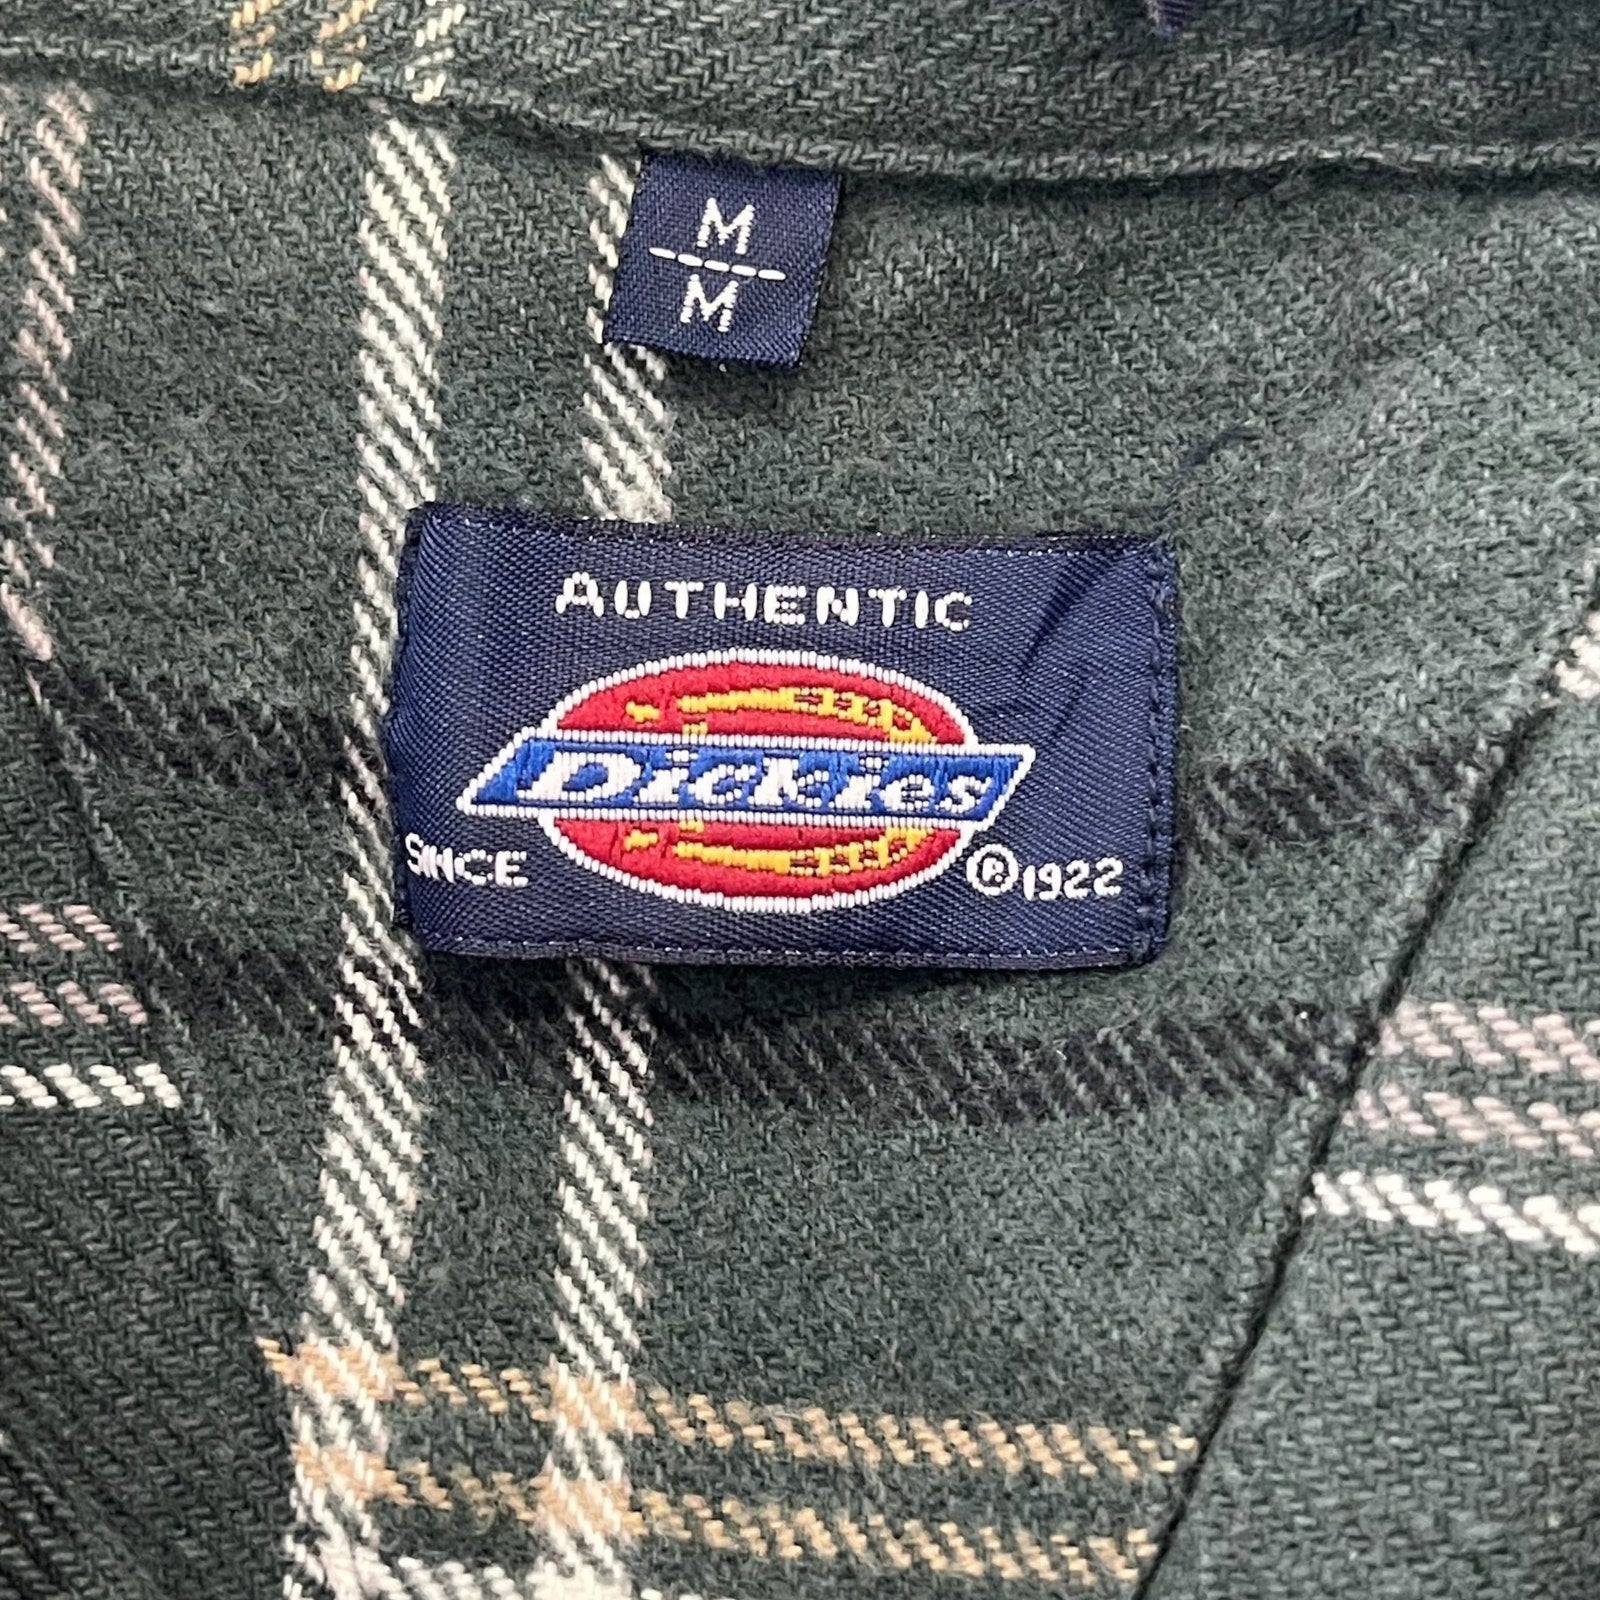 M
M
AUTHENTIC
Dickies
SINCE ®1922